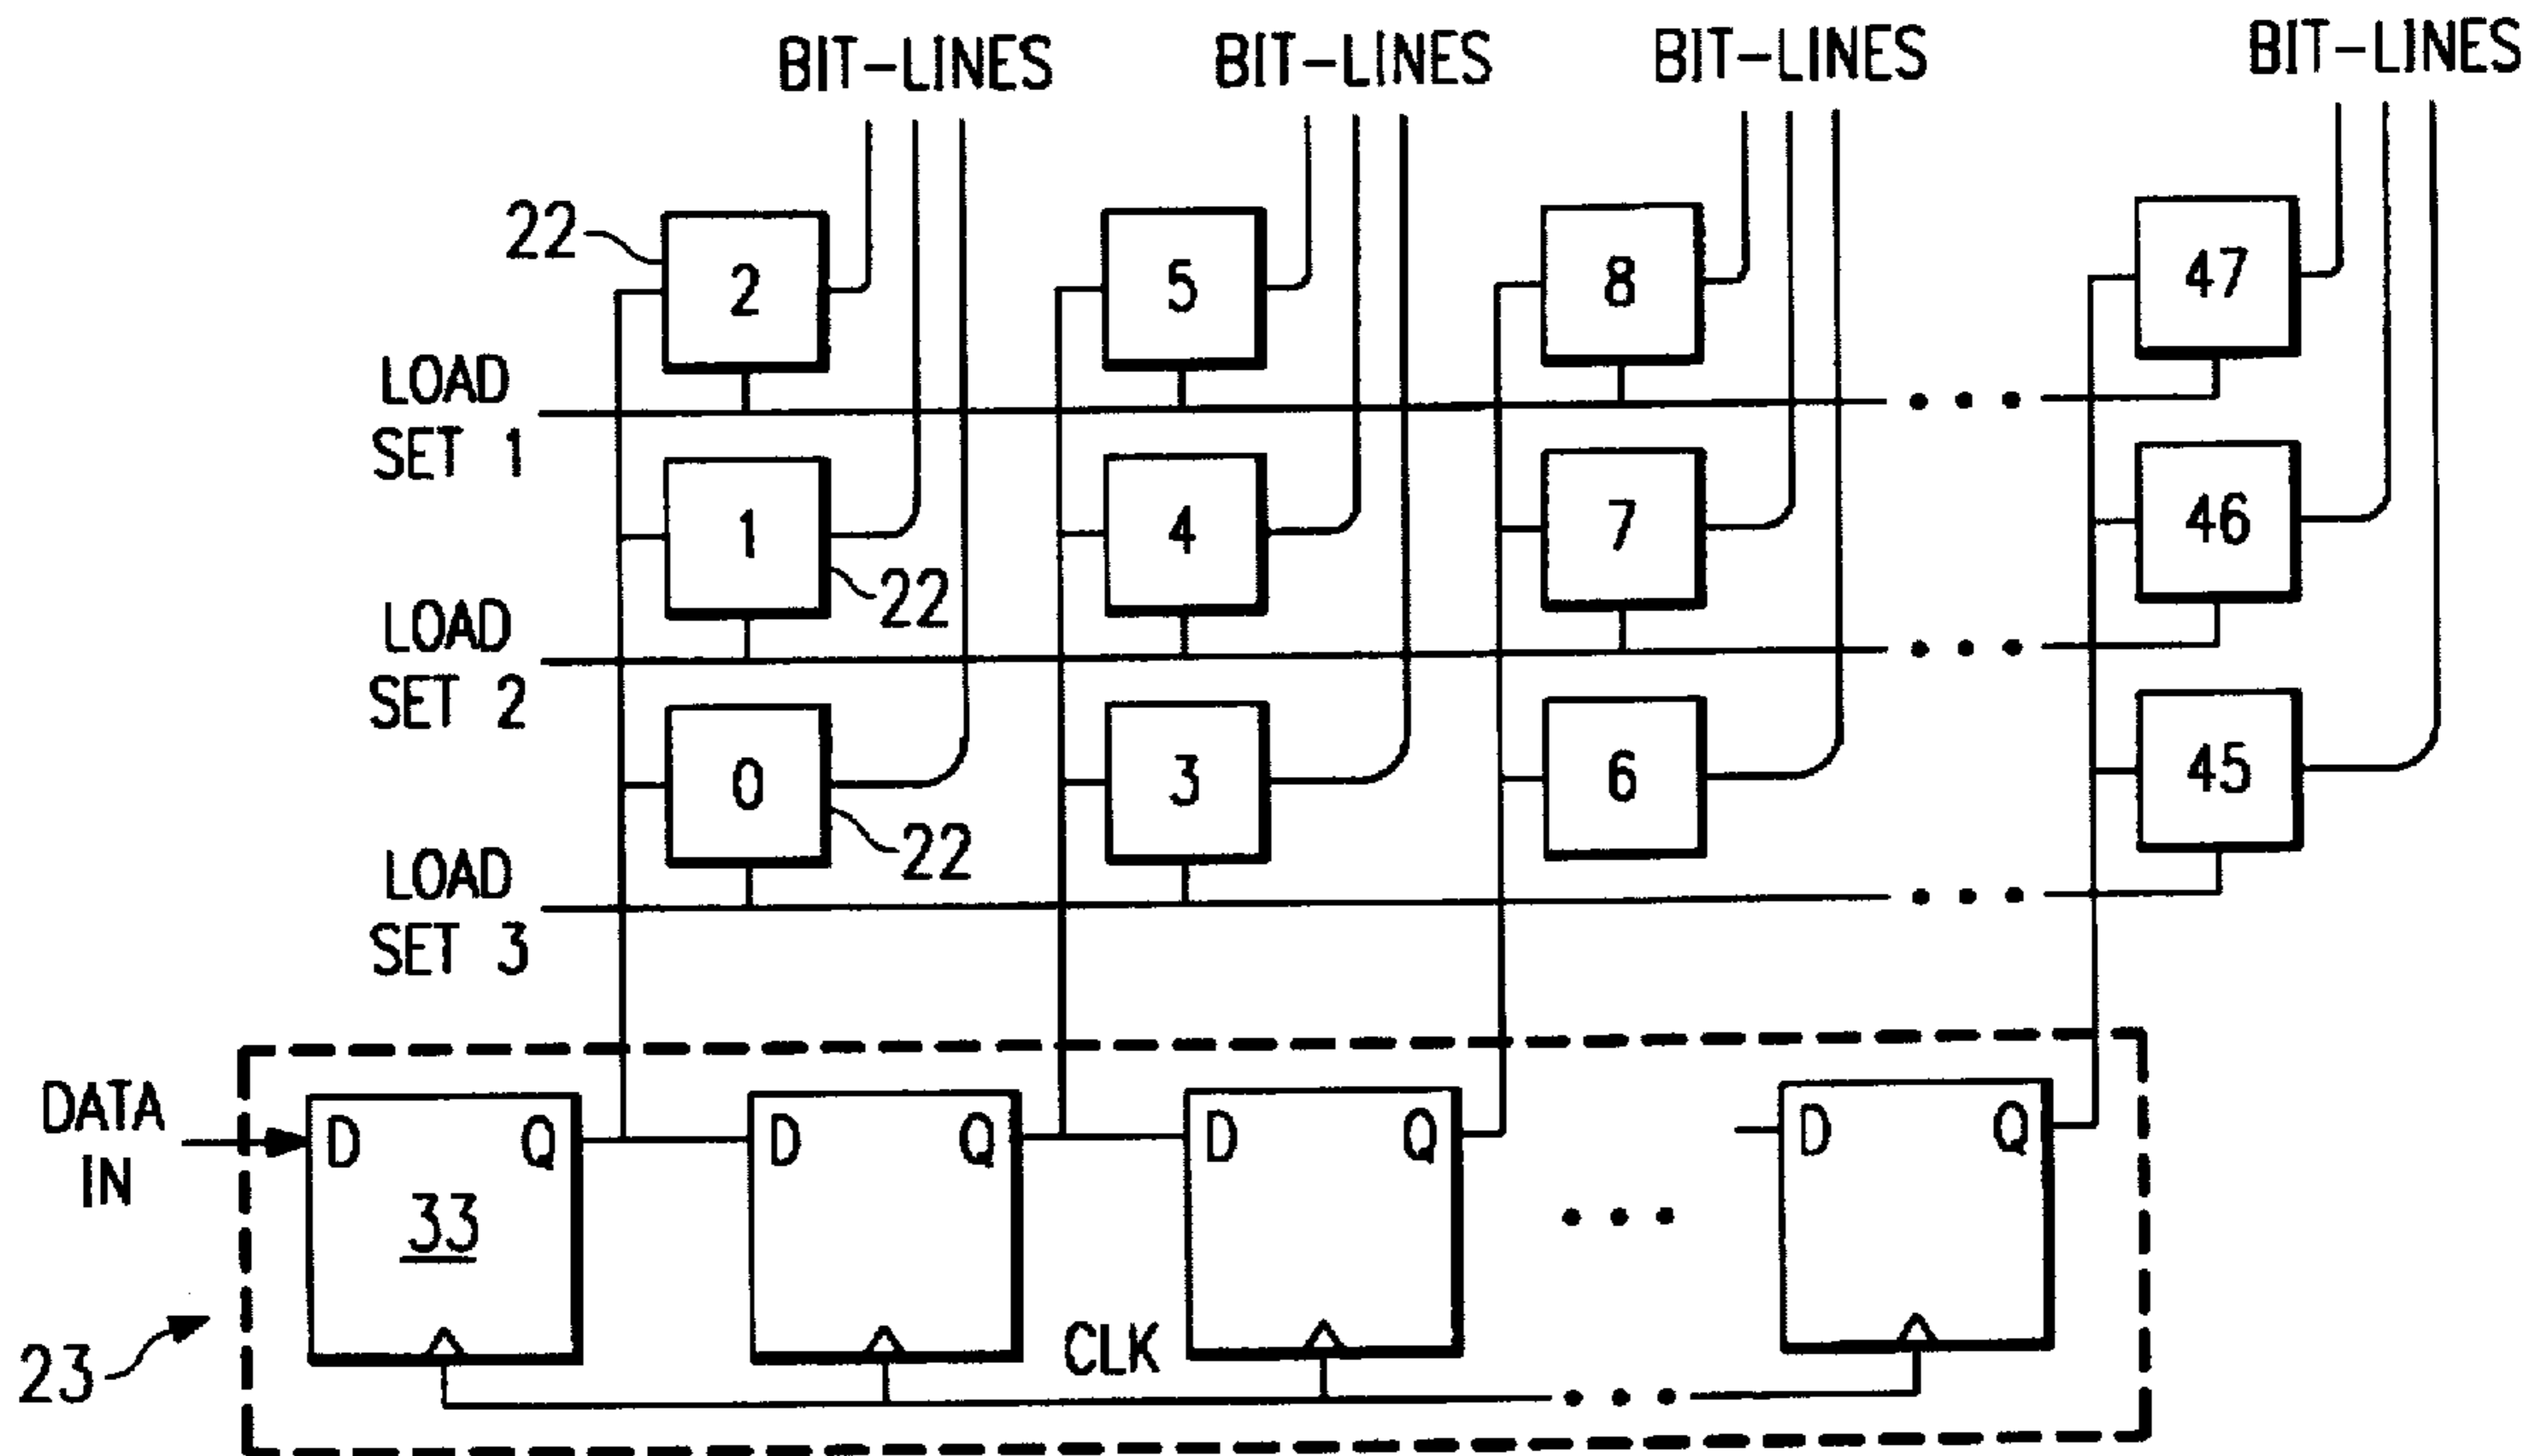 BIT-LINES BIT-LINES BIT-LINES BIT-LINES
22 2 5 8 47
LOAD
SET 1
1 4 7 46
22
LOAD
SET 2
0 3 6 45
22
LOAD
SET 3
DATA
IN
D Q D Q D Q D Q
33
CLK
23